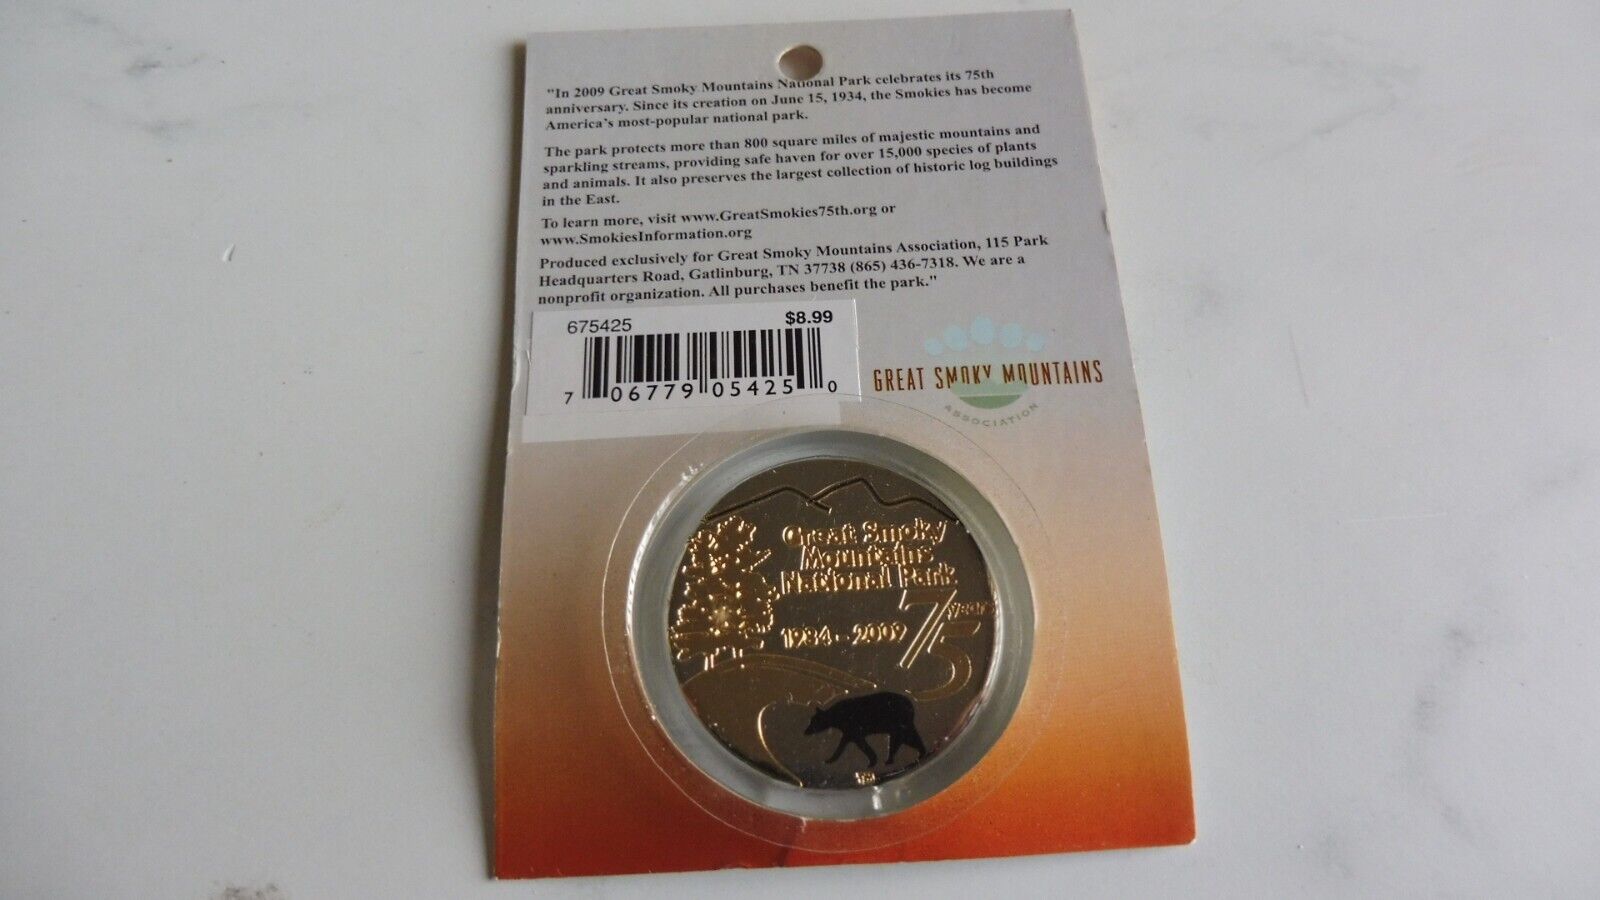 "In 2009 Great Smoky Mountains National Park celebrates its 75th
anniversary. Since its creation on June 15, 1934, the Smokies has become
America's most-popular national park.
The park protects more than 800 square miles of majestic mountains and
sparkling streams, providing safe haven for over 15,000 species of plants
and animals. It also preserves the largest collection of historic log buildings
in the East.
To learn more, visit www.GreatSmokies75th.org or
www.SmokiesInformation.org
Produced exclusively for Great Smoky Mountains Association, 115 Park
Headquarters Road, Gatlinburg, TN 37738 (865) 436-7318. We are a
nonprofit organization. All purchases benefit the park."
675425 $8.99
7 06779 05425 0
GREAT SMOKY MOUNTAINS
ASSOCIATION
Great Smoky
Mountains
National Park
1934-2009
75
years